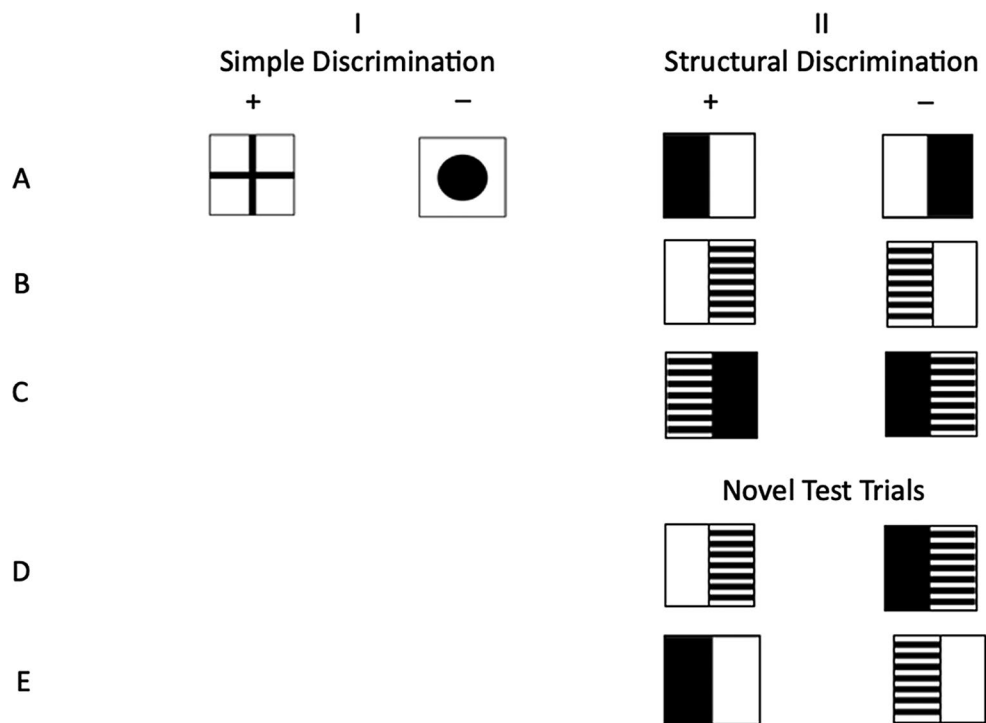 I II
Simple Discrimination Structural Discrimination
+ − + −
A
B
C
Novel Test Trials
D
E